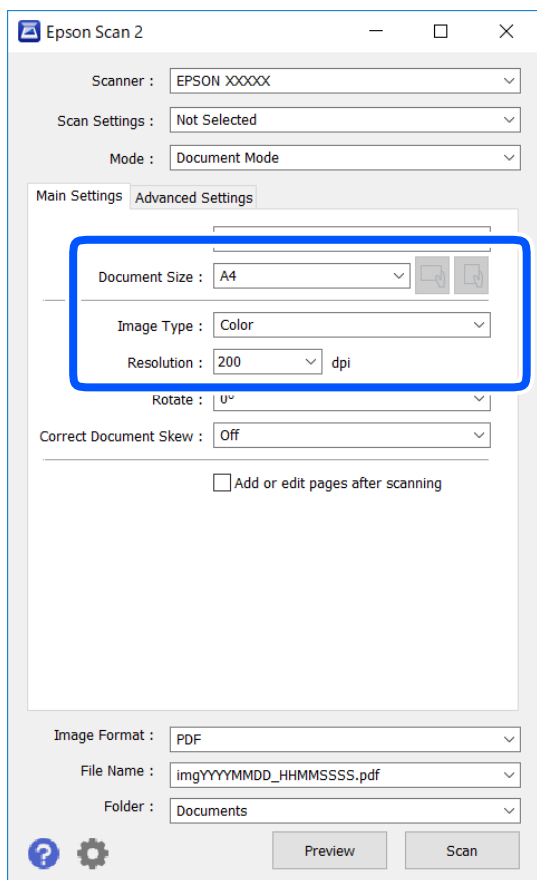 Epson Scan 2
Scanner : EPSON XXXXX
Scan Settings : Not Selected
Mode : Document Mode
Main Settings Advanced Settings
Document Size : A4
Image Type : Color
Resolution : 200 dpi
Rotate : 0°
Correct Document Skew : Off
Add or edit pages after scanning
Image Format : PDF
File Name : imgYYYYMMDD_HHMMSSSS.pdf
Folder : Documents
? Preview Scan